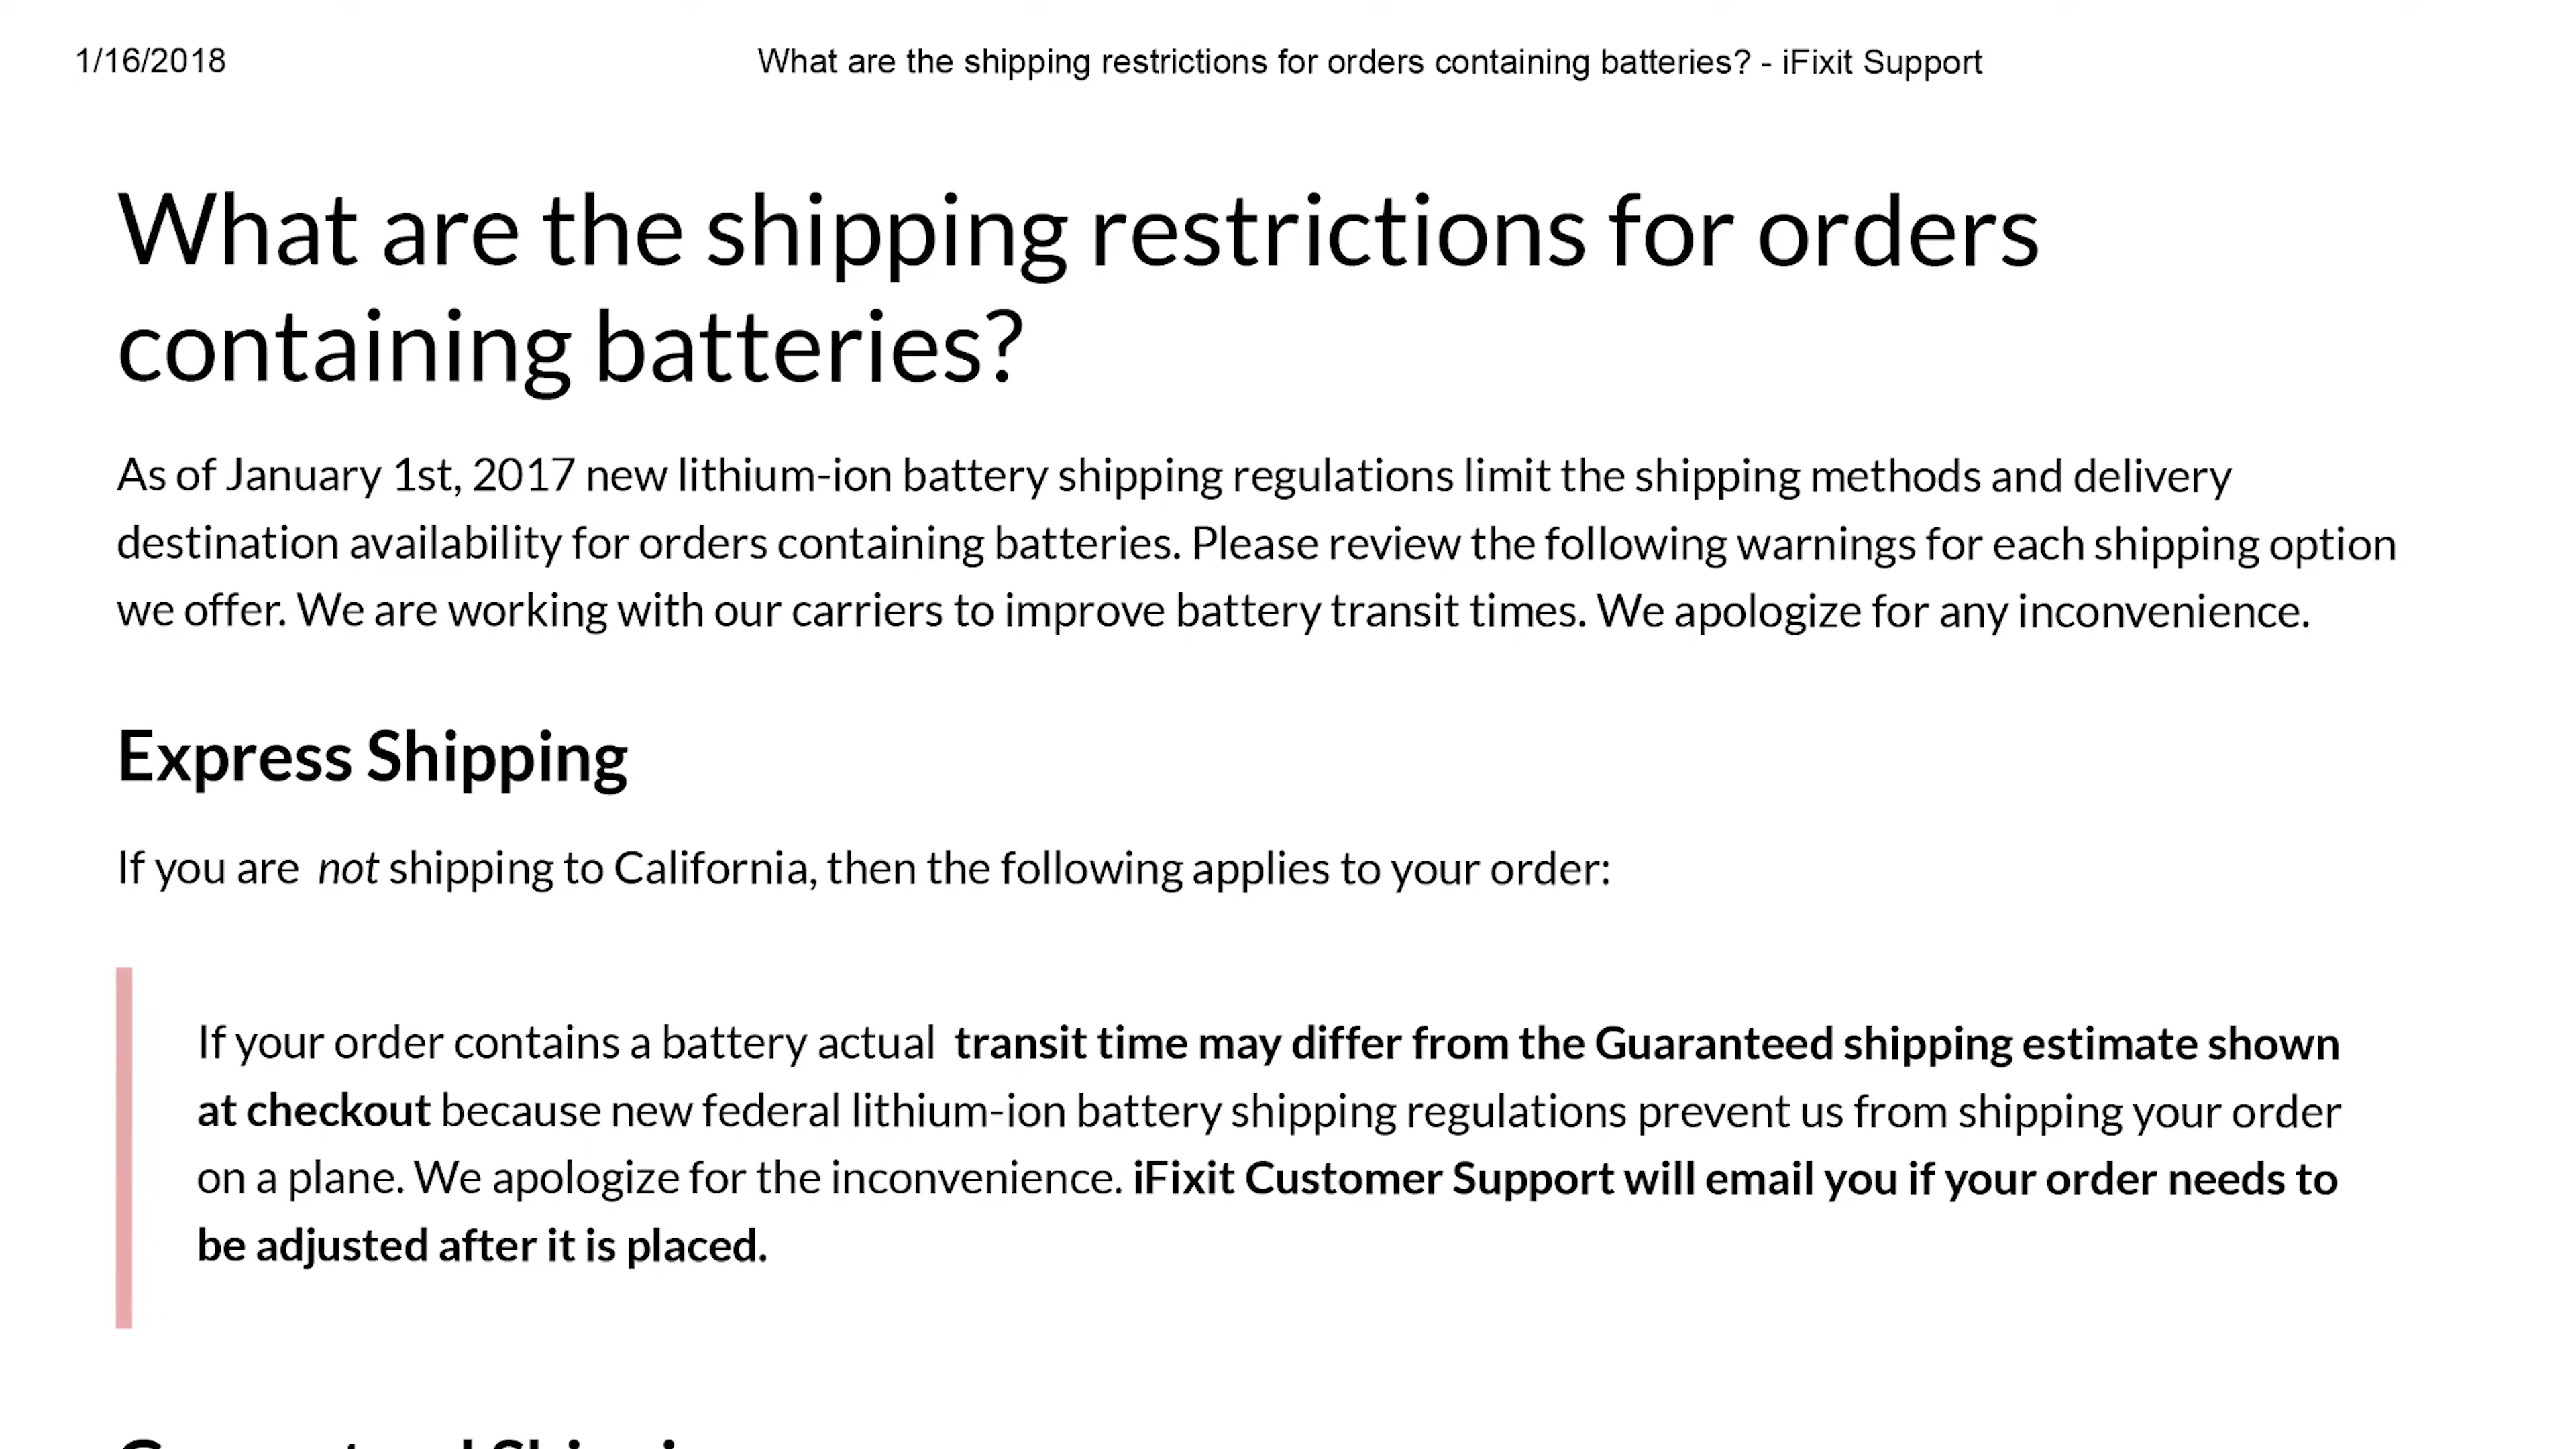 1/16/2018 What are the shipping restrictions for orders containing batteries? - iFixit Support
What are the shipping restrictions for orders
containing batteries?
As of January 1st, 2017 new lithium-ion battery shipping regulations limit the shipping methods and delivery
destination availability for orders containing batteries. Please review the following warnings for each shipping option
we offer. We are working with our carriers to improve battery transit times. We apologize for any inconvenience.
Express Shipping
If you are not shipping to California, then the following applies to your order:
If your order contains a battery actual transit time may differ from the Guaranteed shipping estimate shown
at checkout because new federal lithium-ion battery shipping regulations prevent us from shipping your order
on a plane. We apologize for the inconvenience. iFixit Customer Support will email you if your order needs to
be adjusted after it is placed.